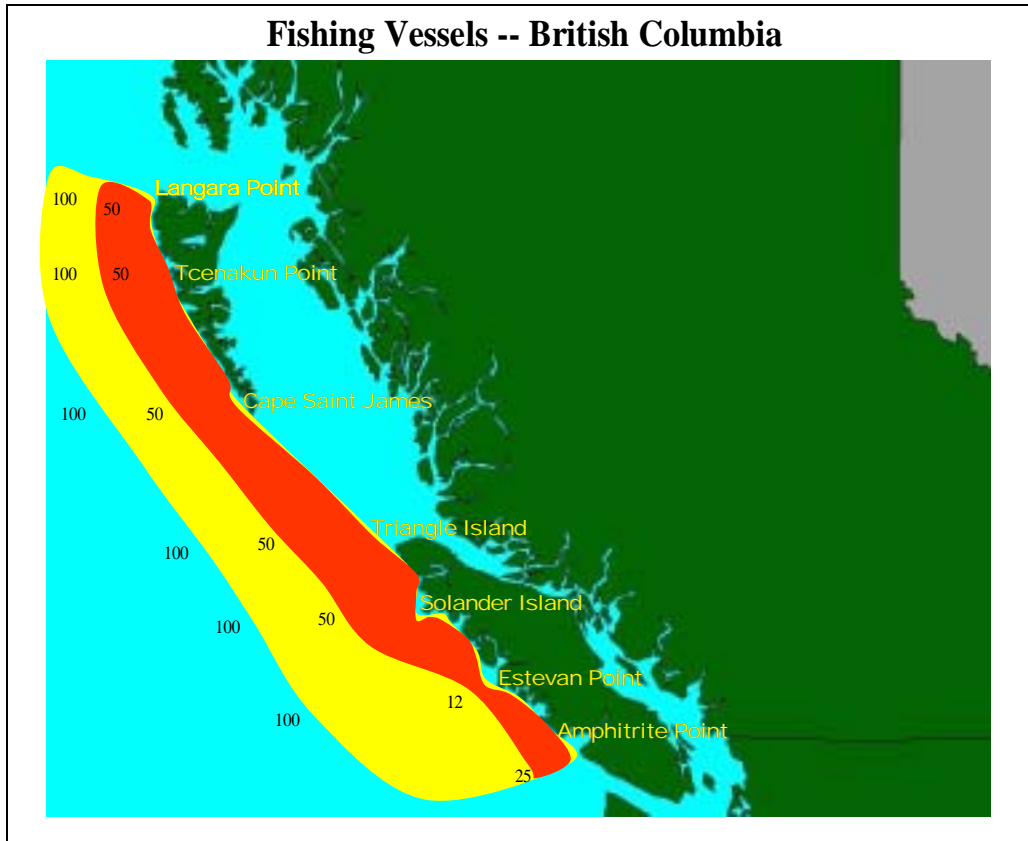 Fishing Vessels -- British Columbia
Langara Point
100
50
Tcenakun Point
100
50
Cape Saint James
100
50
Triangle Island
50
100
Solander Island
50
100
Estevan Point
12
100
Amphitrite Point
25